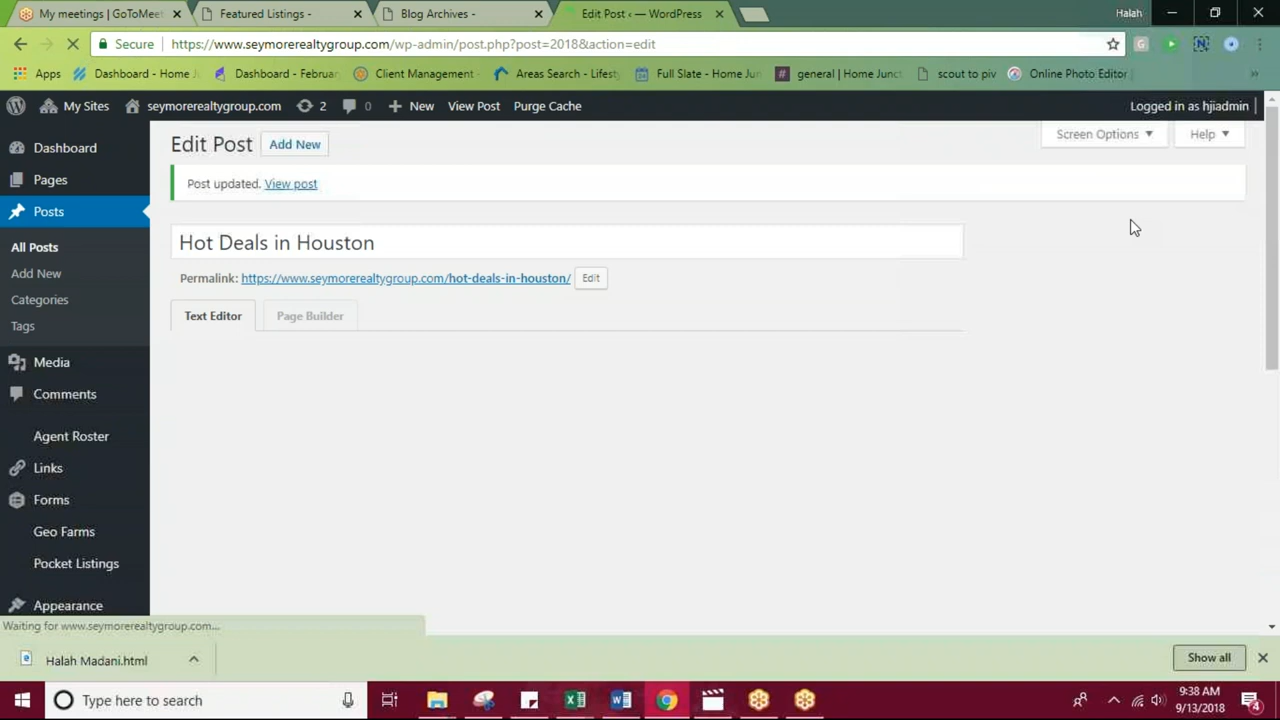 My meetings | GoToMeet
Featured Listings -
Blog Archives -
Edit Post ‹ — WordPress
Halah
Secure
https://www.seymorerealtygroup.com/wp-admin/post.php?post=2018&action=edit
Apps
Dashboard - Home J
Dashboard - Februar
Client Management -
Areas Search - Lifest
Full Slate - Home Jun
general | Home Junct
scout to piv
Online Photo Editor
»
My Sites
seymorerealtygroup.com
2
0
New
View Post
Purge Cache
Logged in as hjiadmin
Dashboard
Pages
Posts
All Posts
Add New
Categories
Tags
Media
Comments
Agent Roster
Links
Forms
Geo Farms
Pocket Listings
Appearance
Edit Post
Add New
Screen Options
Help
Post updated. View post
Hot Deals in Houston
Permalink: https://www.seymorerealtygroup.com/hot-deals-in-houston/
Edit
Text Editor
Page Builder
Waiting for www.seymorerealtygroup.com...
Halah Madani.html
Show all
Type here to search
9:38 AM
9/13/2018
4